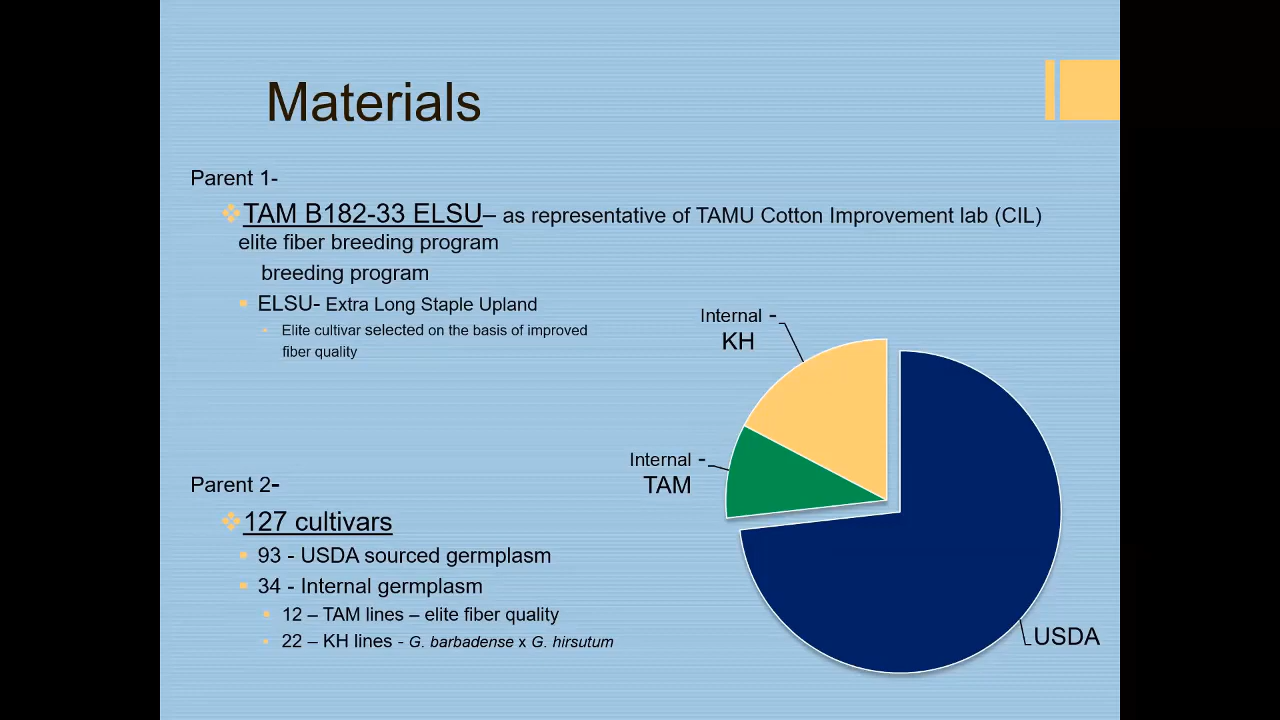 Materials
Parent 1-
TAM B182-33 ELSU– as representative of TAMU Cotton Improvement lab (CIL)
elite fiber breeding program
breeding program
ELSU- Extra Long Staple Upland
Elite cultivar selected on the basis of improved
fiber quality
Internal -
KH
Internal -
TAM
USDA
Parent 2-
127 cultivars
93 - USDA sourced germplasm
34 - Internal germplasm
12 – TAM lines – elite fiber quality
22 – KH lines - G. barbadense x G. hirsutum